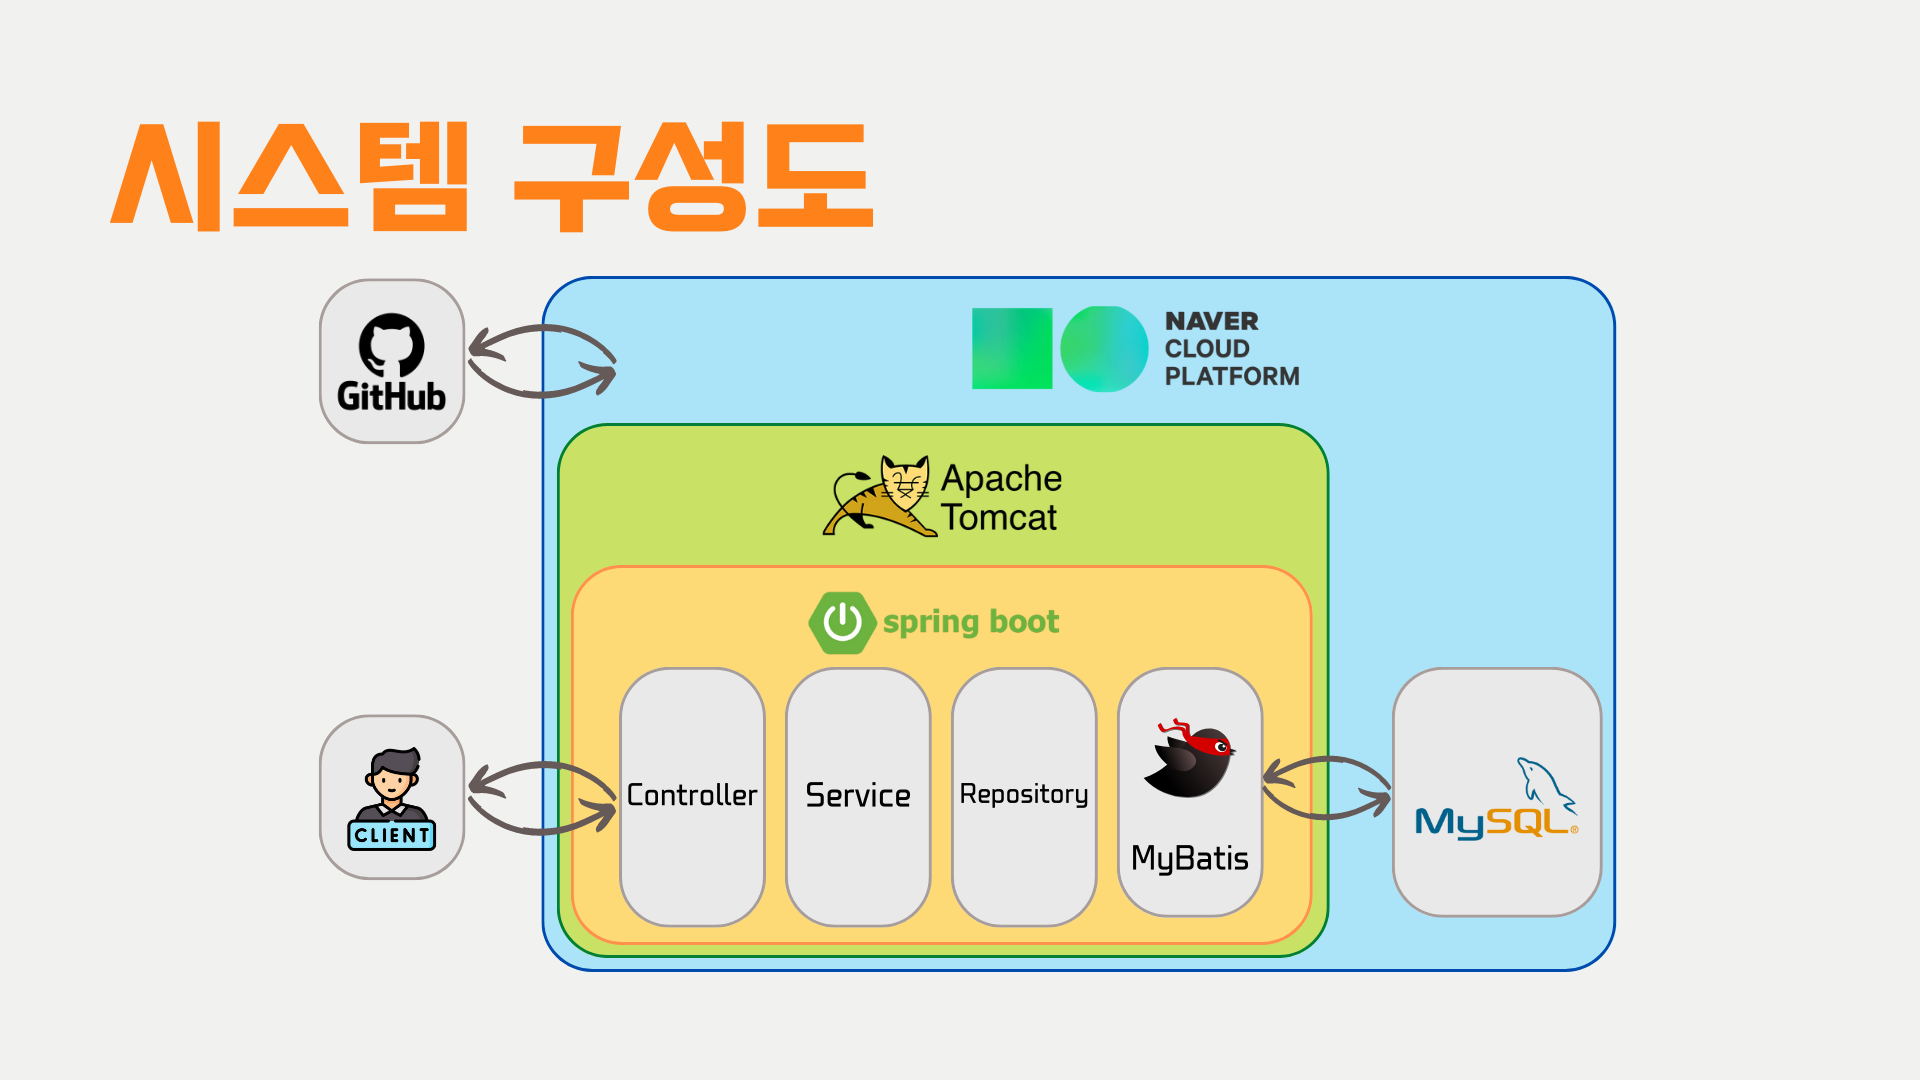 시스템 구성도
GitHub
NAVER
CLOUD
PLATFORM
Apache
Tomcat
spring boot
CLIENT
Controller
Service
Repository
MyBatis
MySQL®